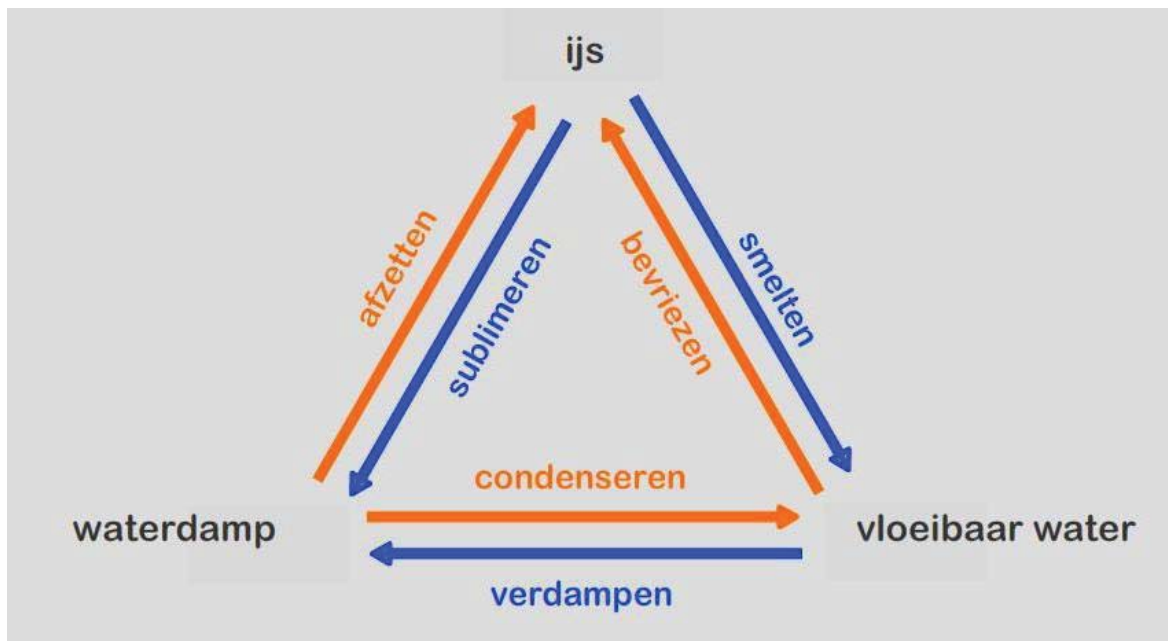 ijs
afzetten
sublimeren
bevriezen
smelten
condenseren
waterdamp
vloeibaar water
verdampen